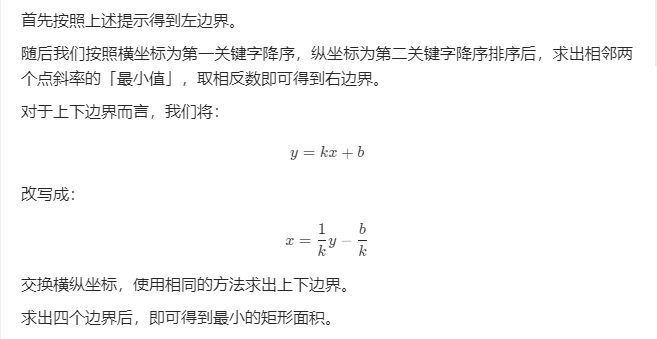 首先按照上述提示得到左边界。
随后我们按照横坐标为第一关键字降序，纵坐标为第二关键字降序排序后，求出相邻两
个点斜率的「最小值」，取相反数即可得到右边界。
对于上下边界而言，我们将：
y = kx + b
改写成：
x = \frac{1}{k}y − \frac{b}{k}
交换横纵坐标，使用相同的方法求出上下边界。
求出四个边界后，即可得到最小的矩形面积。